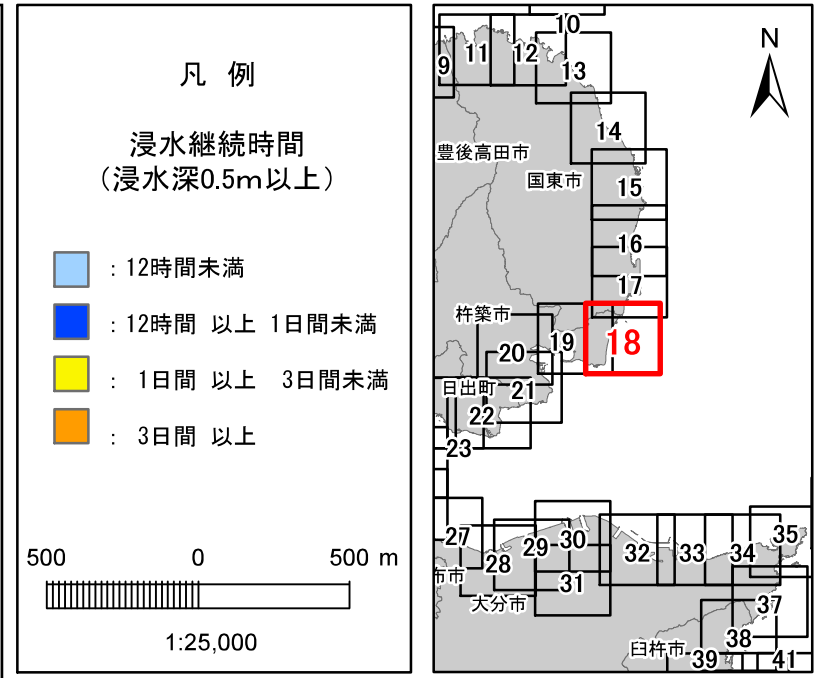 凡 例
浸水継続時間
（浸水深0.5m以上）
：12時間未満
：12時間 以上 1日間未満
： 1日間 以上 3日間未満
： 3日間 以上
500 0 500 m
1:25,000
N
10
9
11
12
13
14
豊後高田市
国東市
15
16
17
杵築市
18
19
20
日出町
21
22
23
27
28
29
30
31
32
33
34
35
布市
大分市
37
38
臼杵市
39
41